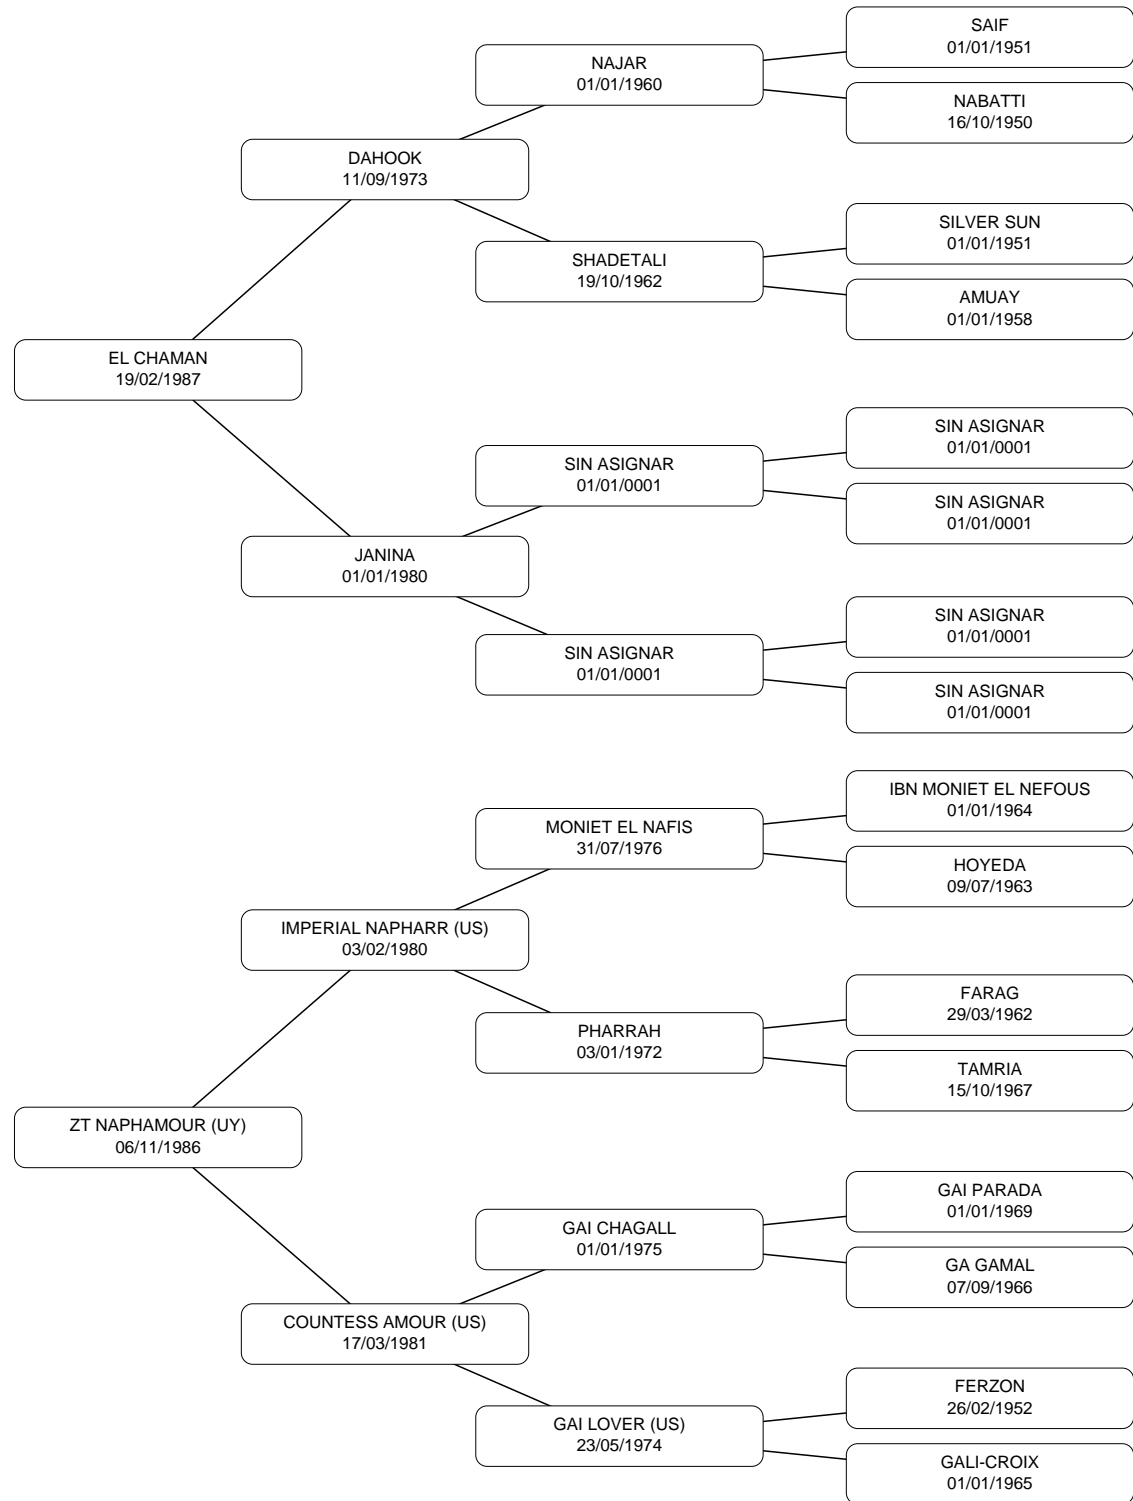 SAIF
01/01/1951
NAJAR
01/01/1960
NABATTI
16/10/1950
DAHOOK
11/09/1973
SILVER SUN
01/01/1951
SHADETALI
19/10/1962
AMUAY
01/01/1958
EL CHAMAN
19/02/1987
SIN ASIGNAR
01/01/0001
SIN ASIGNAR
01/01/0001
SIN ASIGNAR
01/01/0001
JANINA
01/01/1980
SIN ASIGNAR
01/01/0001
SIN ASIGNAR
01/01/0001
SIN ASIGNAR
01/01/0001
IBN MONIET EL NEFOUS
01/01/1964
MONIET EL NAFIS
31/07/1976
HOYEDA
09/07/1963
IMPERIAL NAPHARR (US)
03/02/1980
FARAG
29/03/1962
PHARRAH
03/01/1972
TAMRIA
15/10/1967
ZT NAPHAMOUR (UY)
06/11/1986
GAI PARADA
01/01/1969
GAI CHAGALL
01/01/1975
GA GAMAL
07/09/1966
COUNTESS AMOUR (US)
17/03/1981
FERZON
26/02/1952
GAI LOVER (US)
23/05/1974
GALI-CROIX
01/01/1965